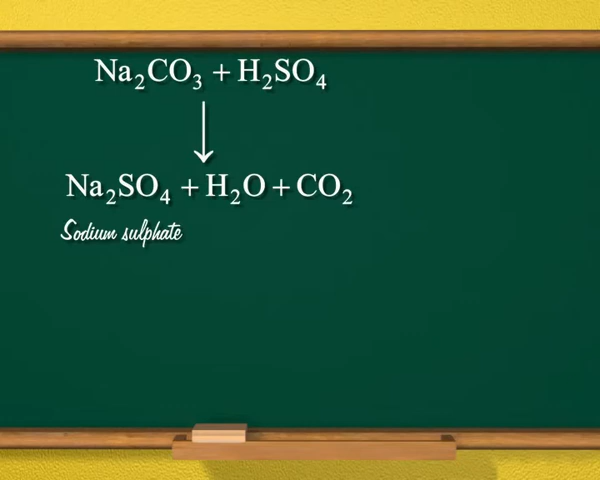 Na₂CO₃ + H₂SO₄
↓
Na₂SO₄ + H₂O + CO₂
Sodium sulphate